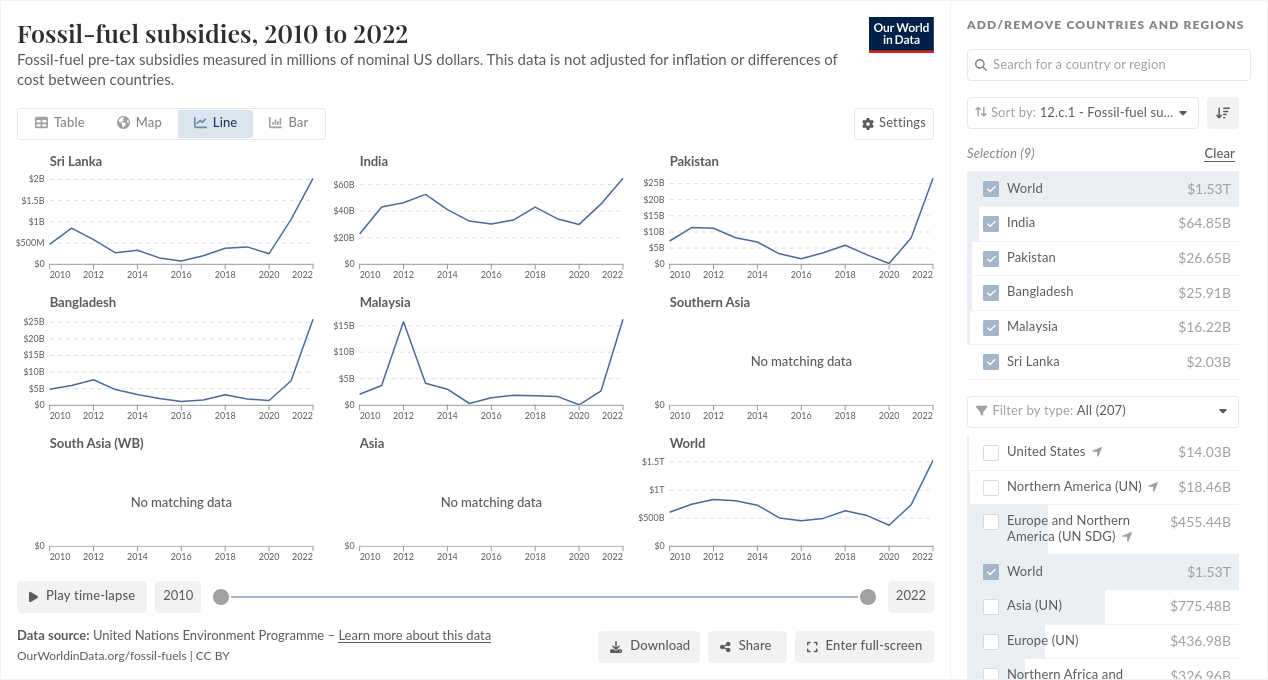 Fossil-fuel subsidies, 2010 to 2022
Our World
in Data
Fossil-fuel pre-tax subsidies measured in millions of nominal US dollars. This data is not adjusted for inflation or differences of
cost between countries.
Table
Map
Line
Bar
Settings
Sri Lanka
$2B
$1.5B
$1B
$500M
$0
2010 2012 2014 2016 2018 2020 2022
India
$60B
$40B
$20B
$0
2010 2012 2014 2016 2018 2020 2022
Pakistan
$25B
$20B
$15B
$10B
$5B
$0
2010 2012 2014 2016 2018 2020 2022
Bangladesh
$25B
$20B
$15B
$10B
$5B
$0
2010 2012 2014 2016 2018 2020 2022
Malaysia
$15B
$10B
$5B
$0
2010 2012 2014 2016 2018 2020 2022
Southern Asia
No matching data
$0
2010 2012 2014 2016 2018 2020 2022
South Asia (WB)
No matching data
$0
2010 2012 2014 2016 2018 2020 2022
Asia
No matching data
$0
2010 2012 2014 2016 2018 2020 2022
World
$1.5T
$1T
$500B
$0
2010 2012 2014 2016 2018 2020 2022
Play time-lapse
2010
2022
Data source: United Nations Environment Programme – Learn more about this data
OurWorldinData.org/fossil-fuels | CC BY
Download
Share
Enter full-screen
ADD/REMOVE COUNTRIES AND REGIONS
Search for a country or region
Sort by: 12.c.1 - Fossil-fuel su...
Selection (9)
Clear
World $1.53T
India $64.85B
Pakistan $26.65B
Bangladesh $25.91B
Malaysia $16.22B
Sri Lanka $2.03B
Filter by type: All (207)
United States $14.03B
Northern America (UN) $18.46B
Europe and Northern
America (UN SDG) $455.44B
World $1.53T
Asia (UN) $775.48B
Europe (UN) $436.98B
Northern Africa and $326.96B